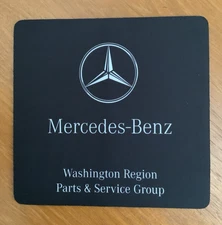 Mercedes-Benz
Washington Region
Parts & Service Group